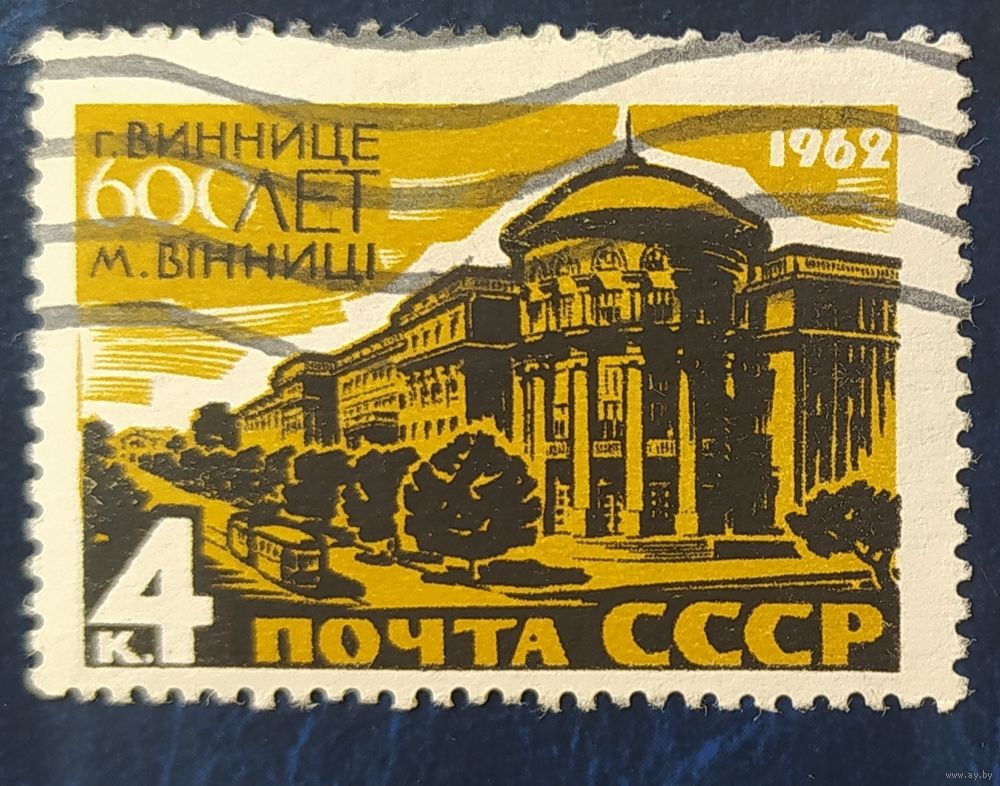 г. ВИННИЦЕ
600 ЛЕТ
м. ВІННИЦІ
1962
4 к.
ПОЧТА СССР
www.ay.by